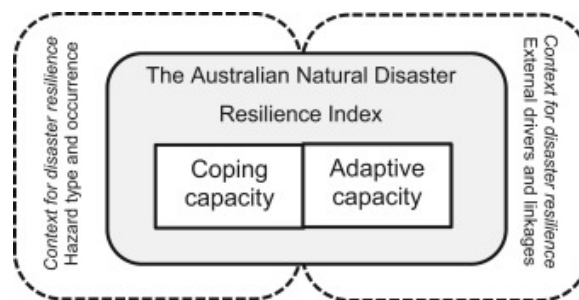 Context for disaster resilience
Hazard type and occurrence
The Australian Natural Disaster
Resilience Index
Coping
capacity
Adaptive
capacity
Context for disaster resilience
External drivers and linkages